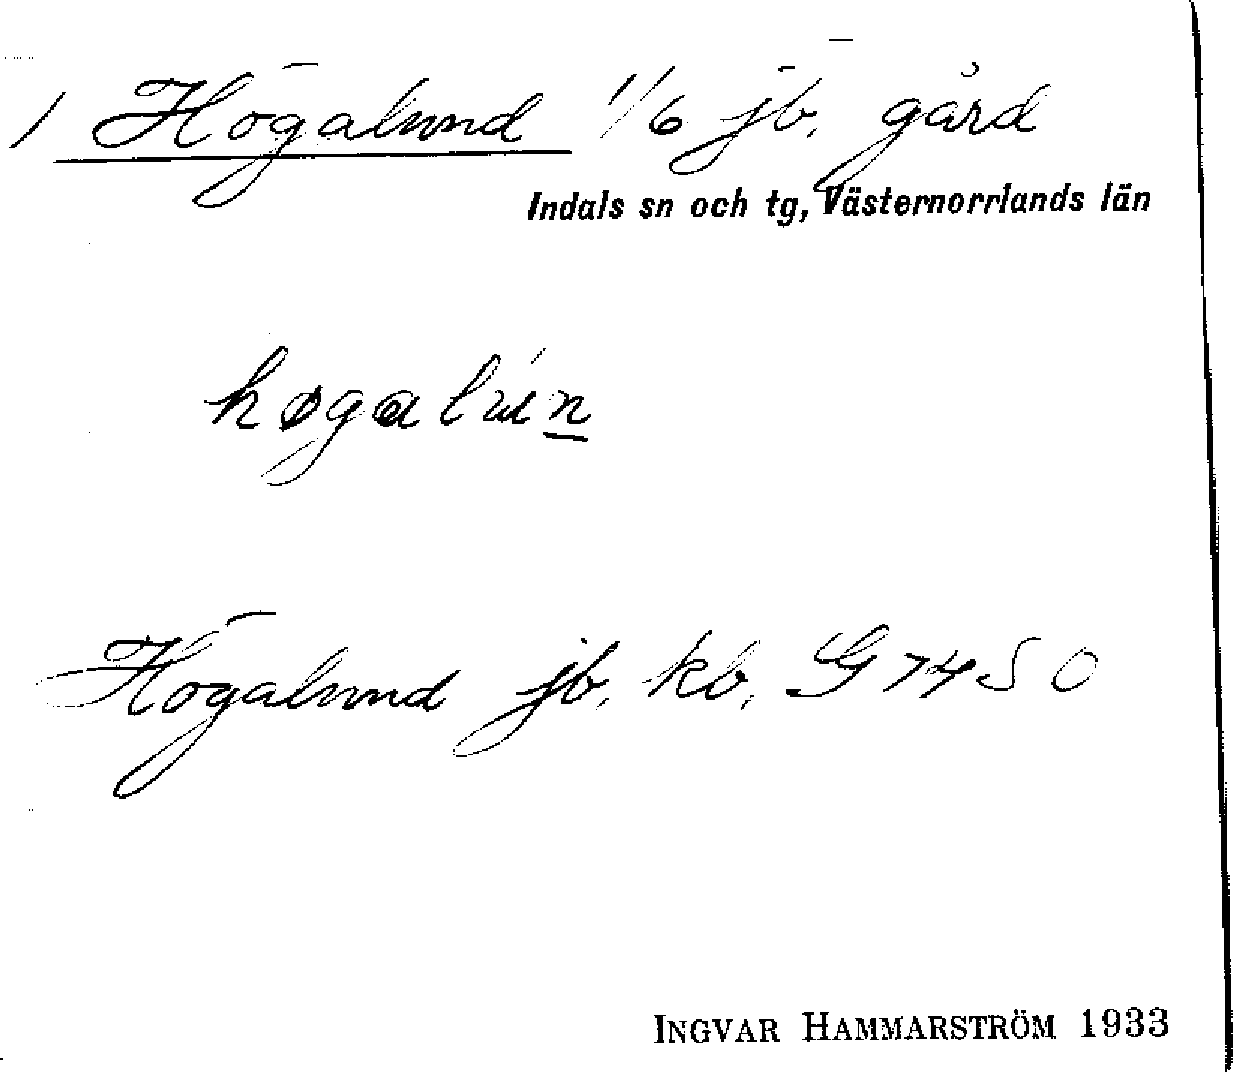 1 Högalund 1/6 jb. gård
Indals sn och tg, Västernorrlands län
høgalún
Högalund jb, kb, G 74 S O
INGVAR HAMMARSTRÖM 1933